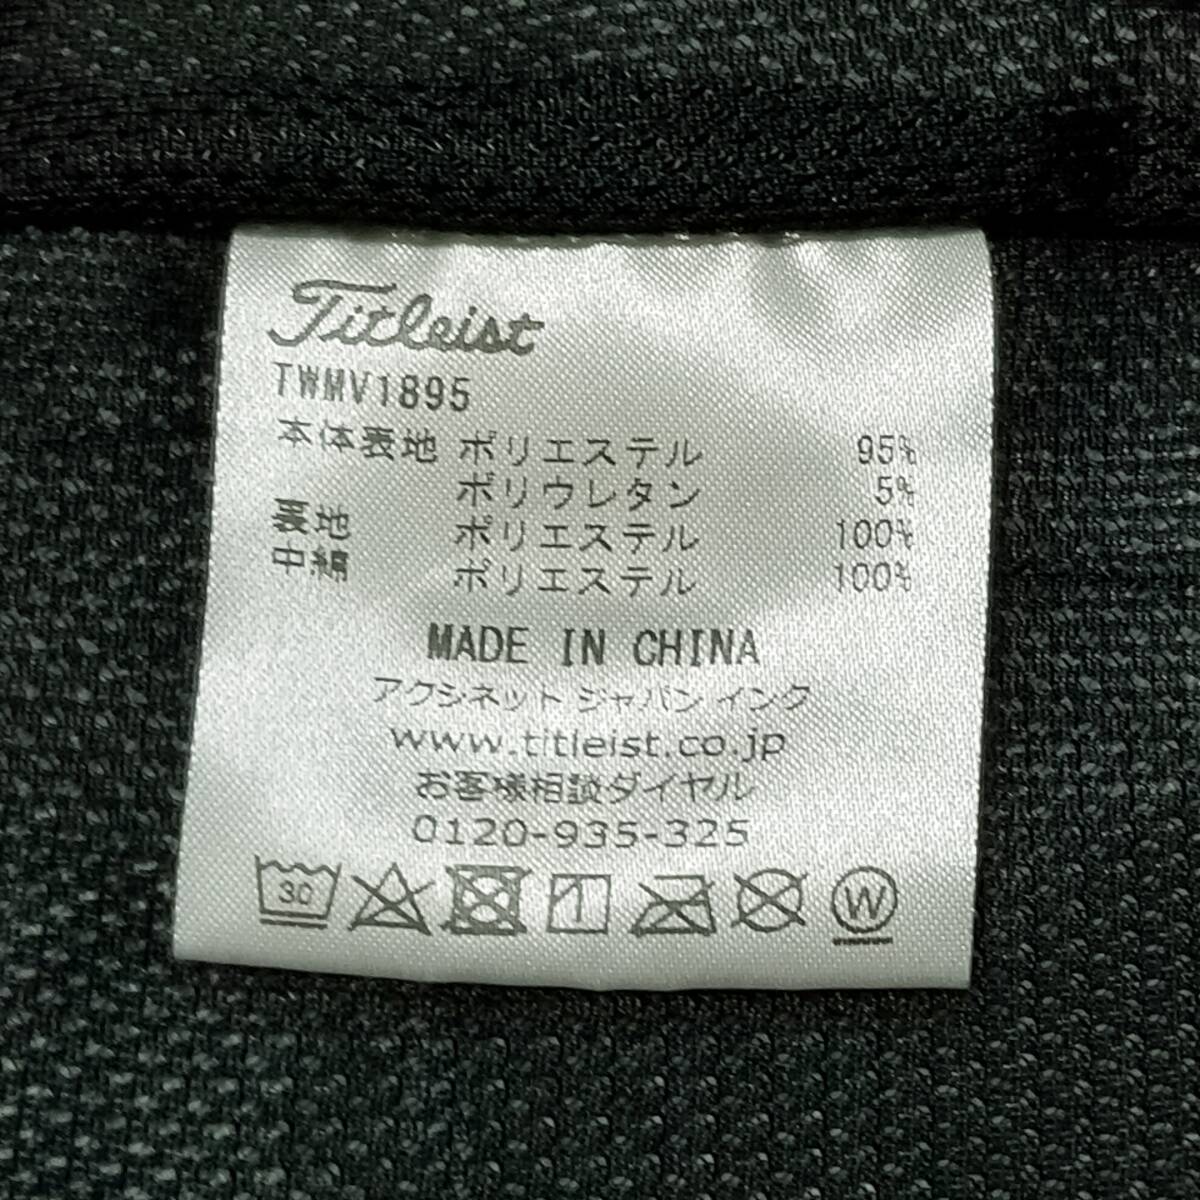 Titleist
TWMV1895
本体表地 ポリエステル 95%
ポリウレタン 5%
裏地 ポリエステル 100%
中綿 ポリエステル 100%
MADE IN CHINA
アクシネット ジャパン インク
www.titleist.co.jp
お客様相談ダイヤル
0120-935-325
30 W